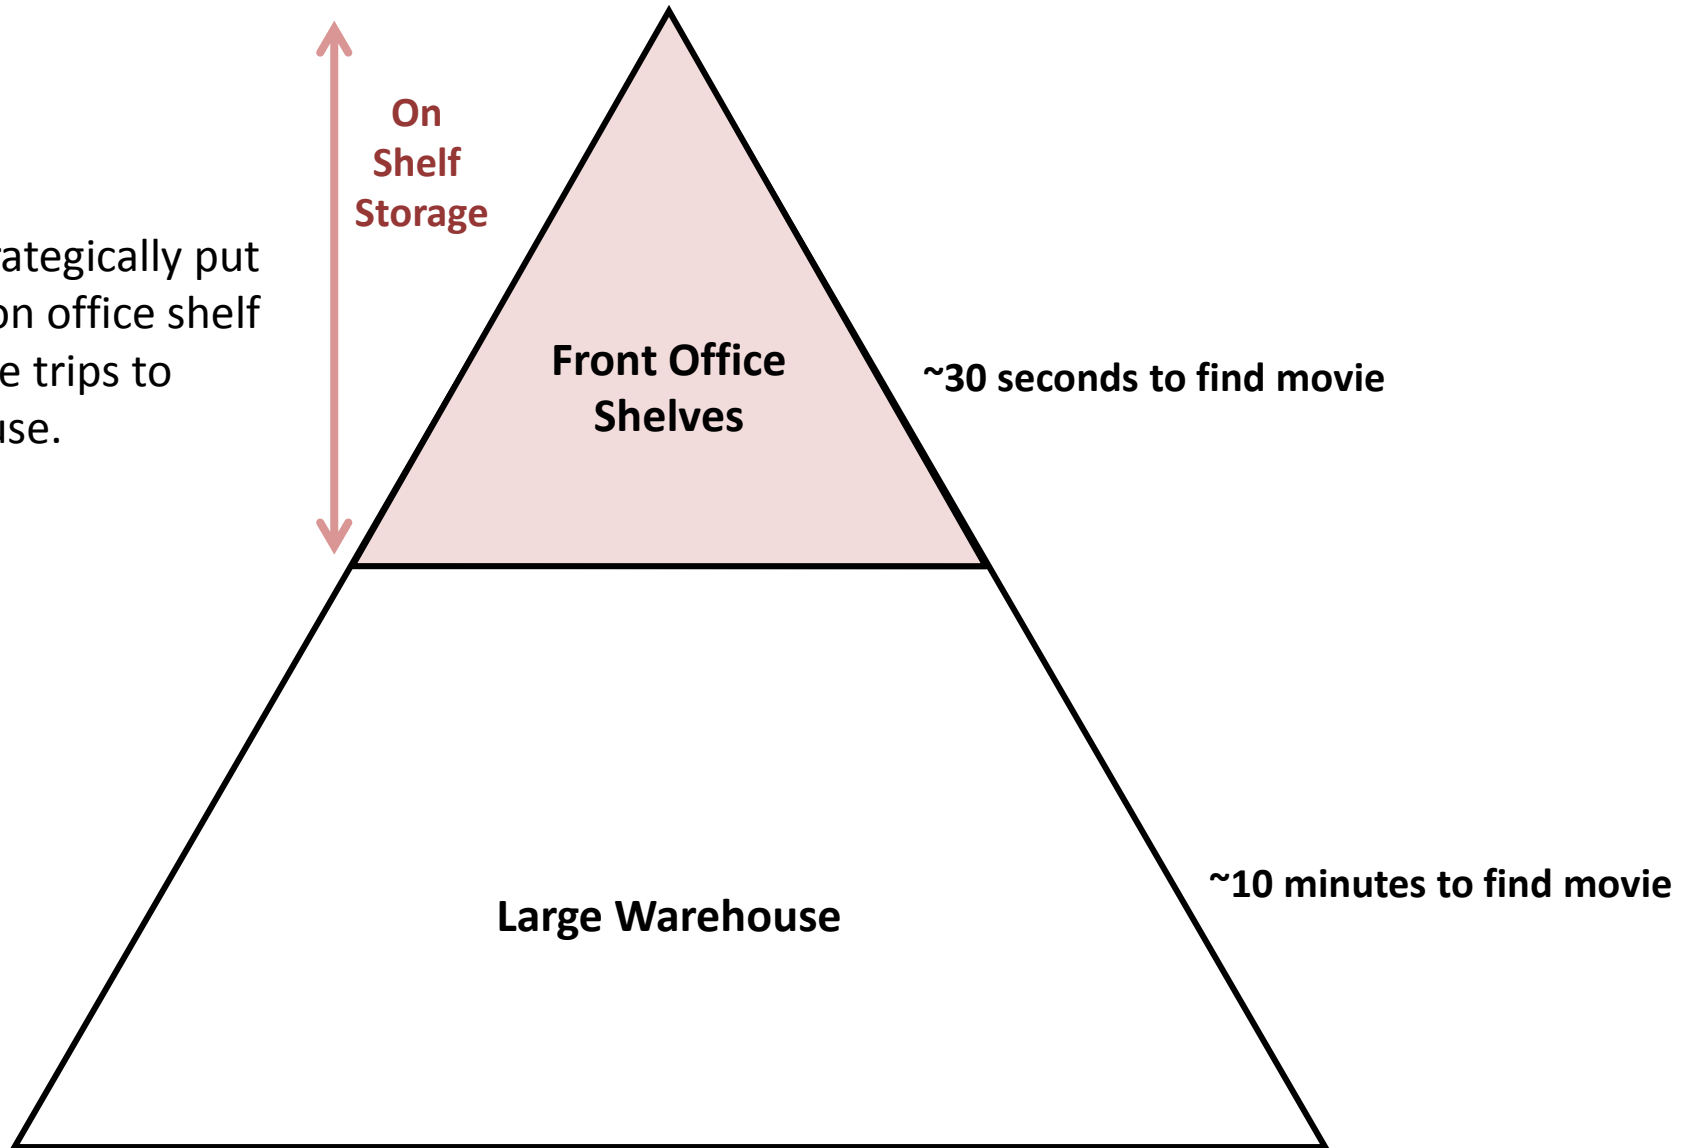 On
Shelf
Storage
rategically put
on office shelf
e trips to
use.
Front Office
Shelves
~30 seconds to find movie
~10 minutes to find movie
Large Warehouse